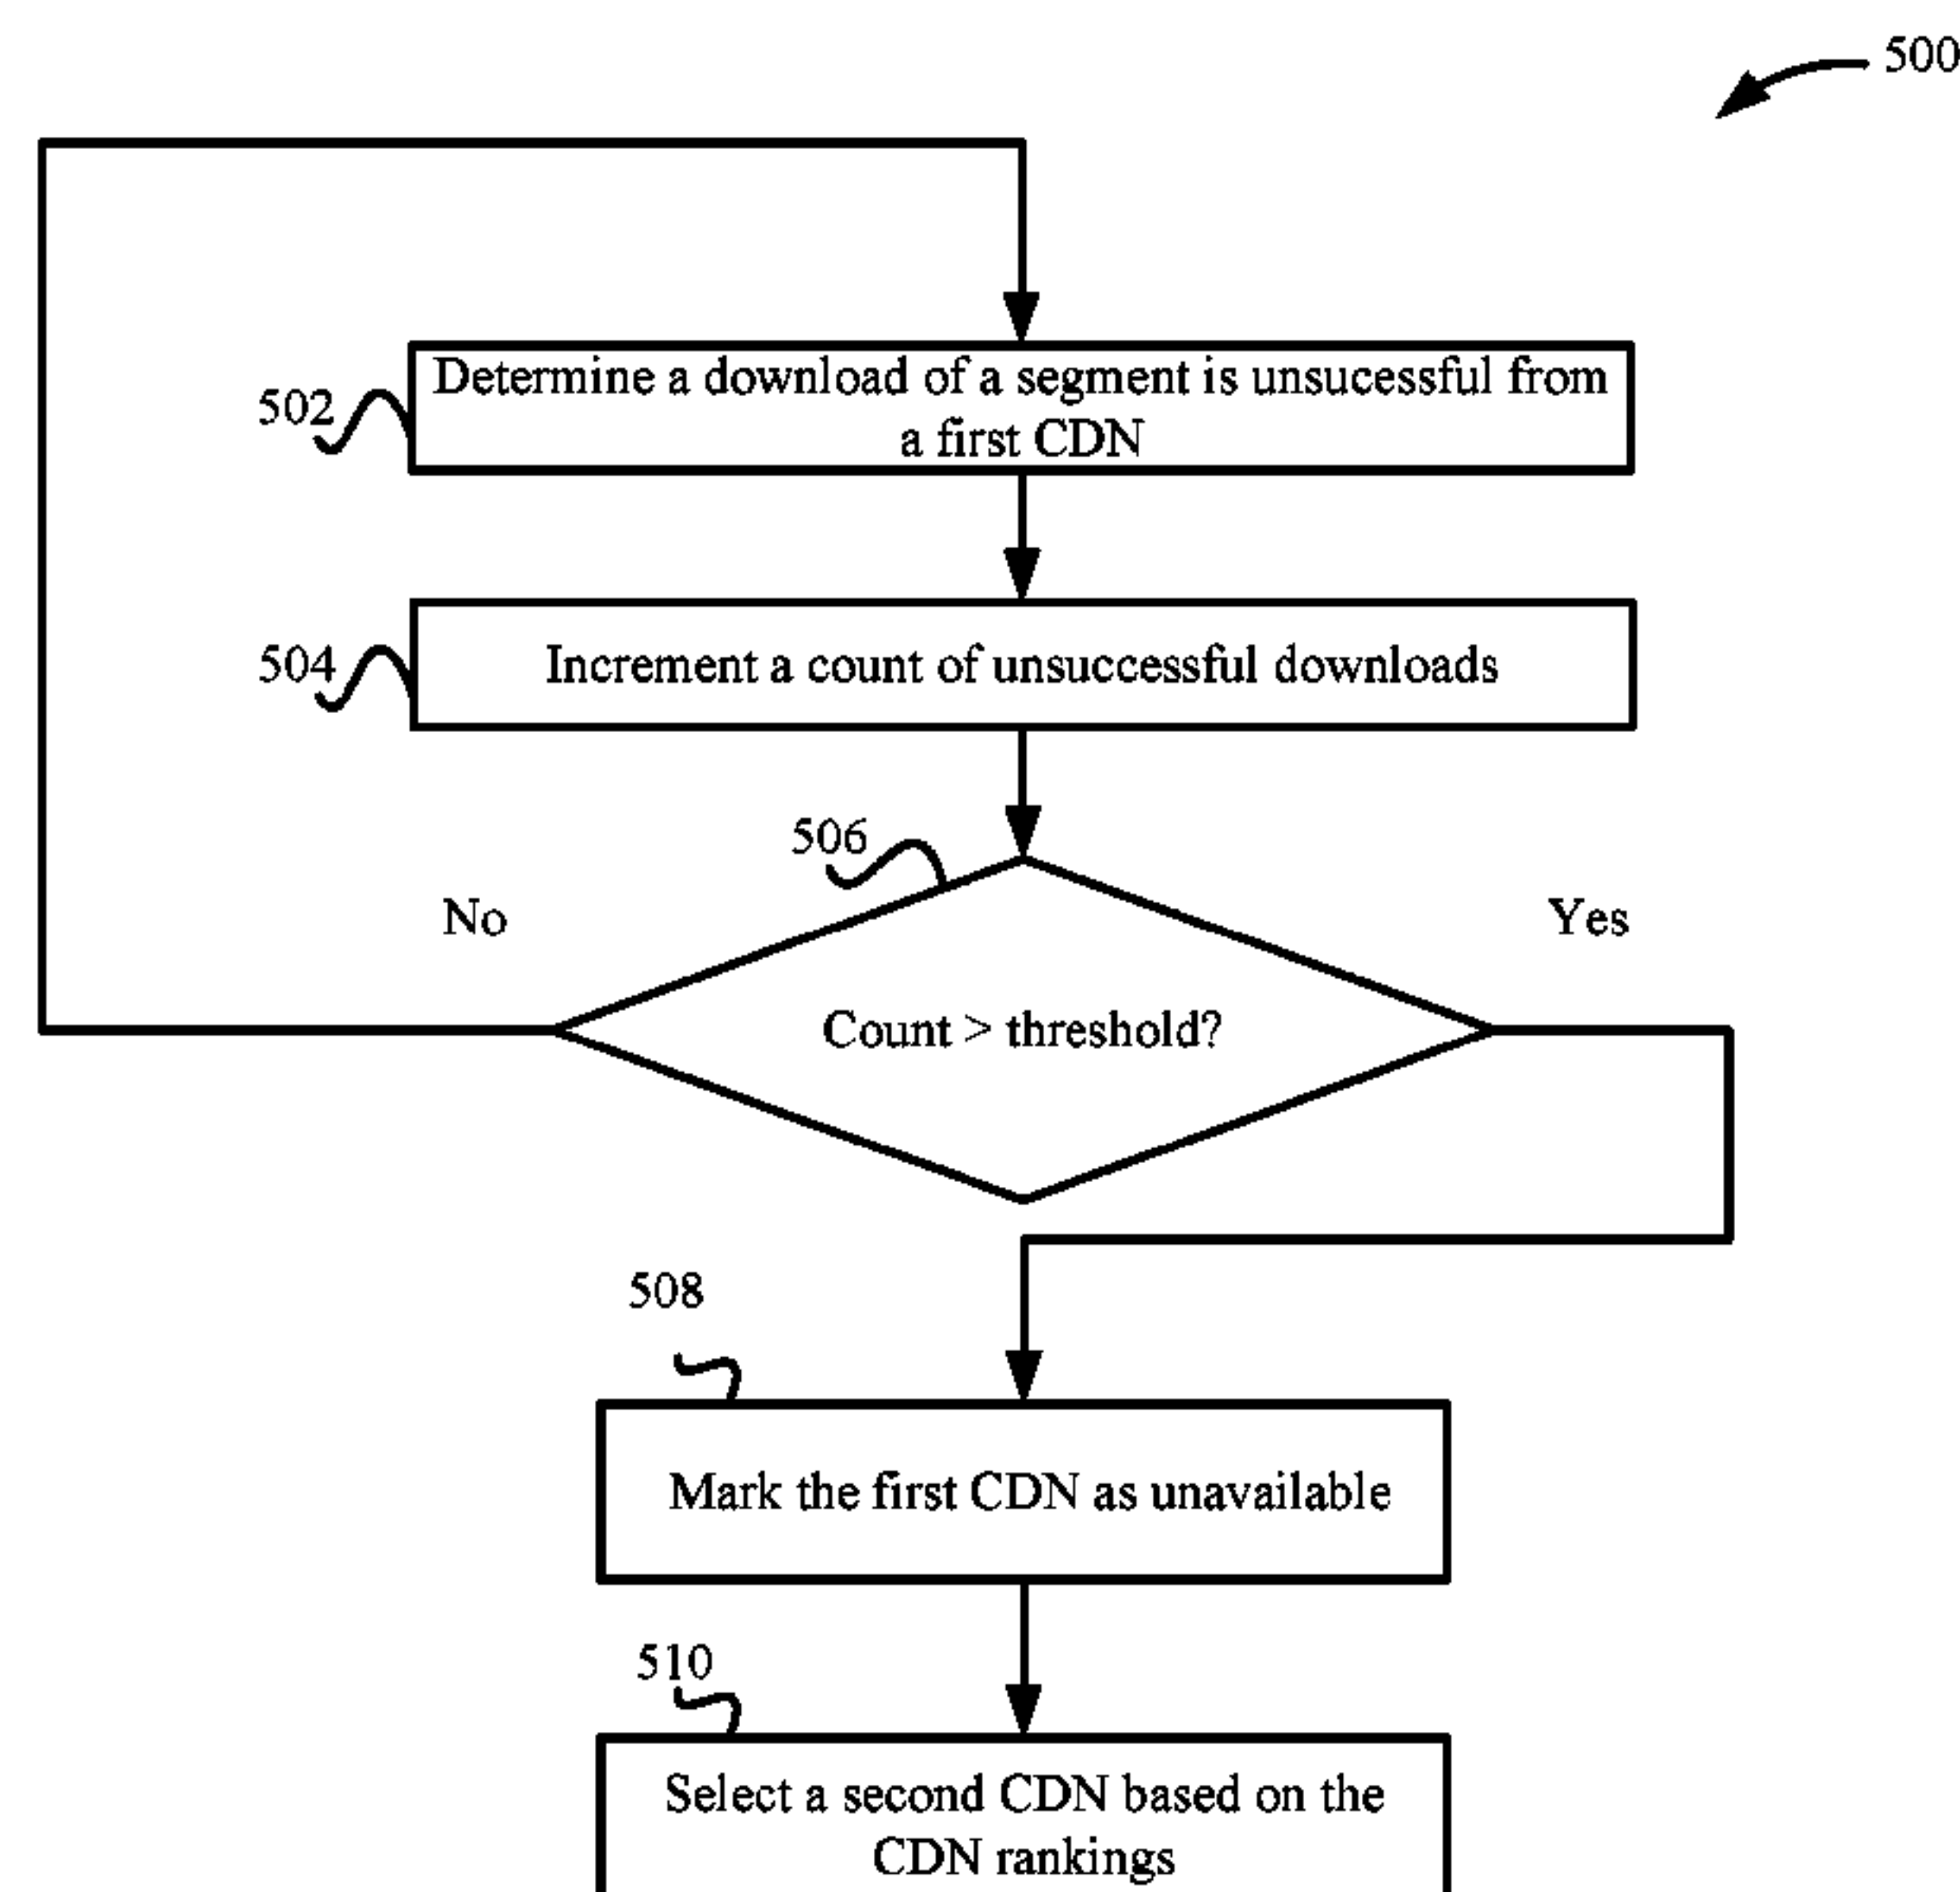 500
502
Determine a download of a segment is unsucessful from
a first CDN
504
Increment a count of unsuccessful downloads
506
No
Yes
Count > threshold?
508
Mark the first CDN as unavailable
510
Select a second CDN based on the
CDN rankings